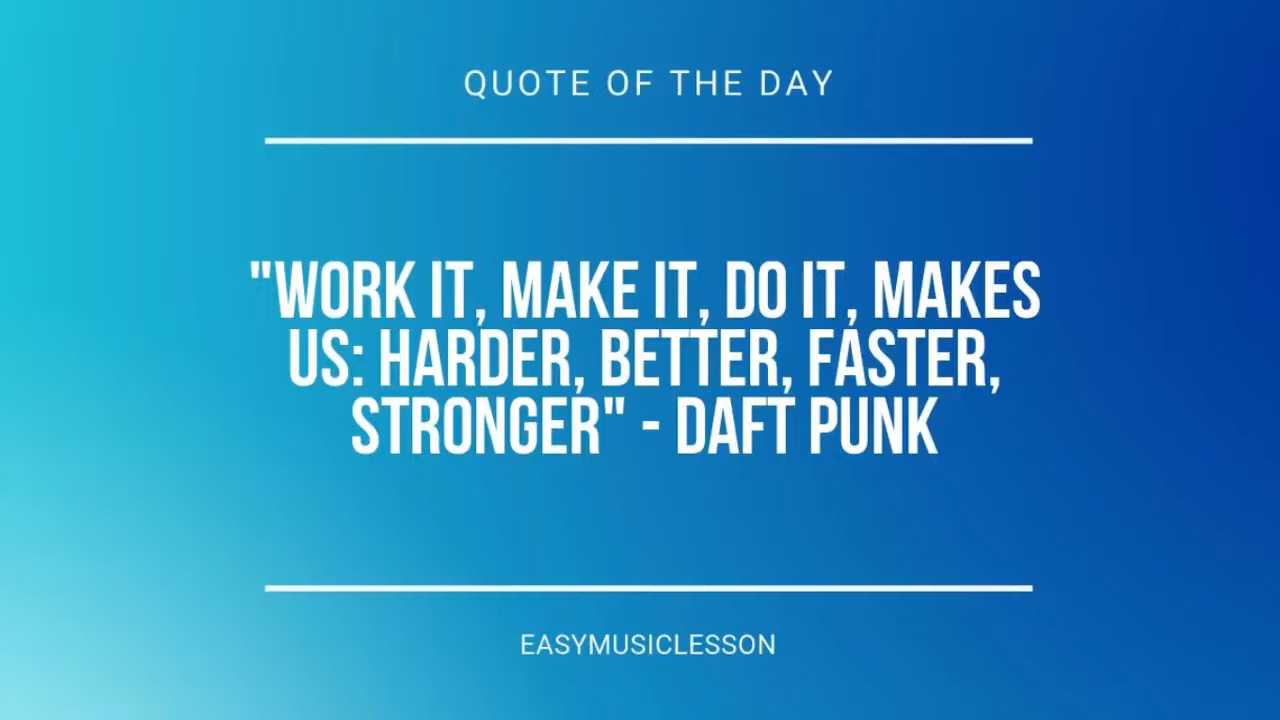 QUOTE OF THE DAY
"WORK IT, MAKE IT, DO IT, MAKES
US: HARDER, BETTER, FASTER,
STRONGER" - DAFT PUNK
EASYMUSICLESSON